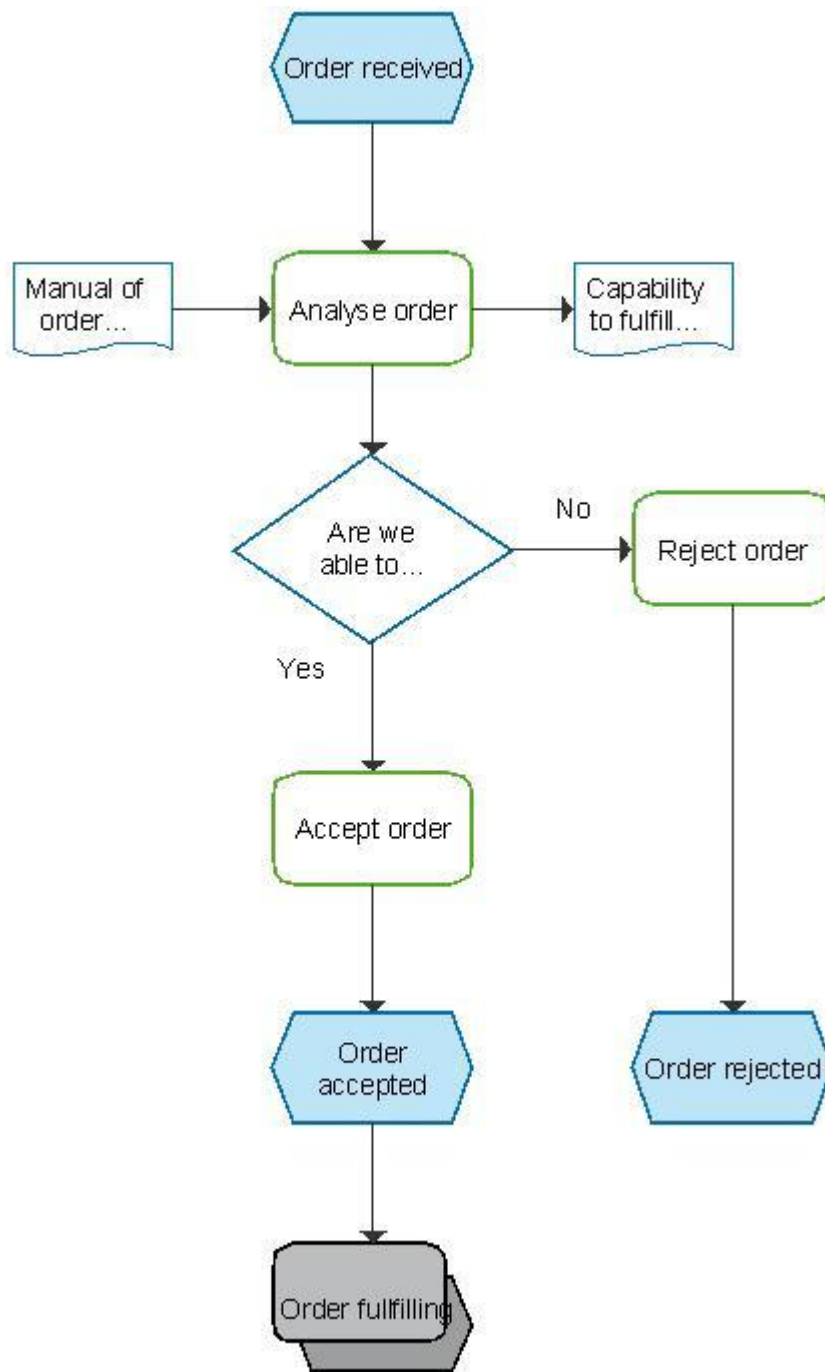 Order received
Manual of
order...
Analyse order
Capability
to fulfill...
Are we
able to...
No
Reject order
Yes
Accept order
Order
accepted
Order rejected
Order fullfilling